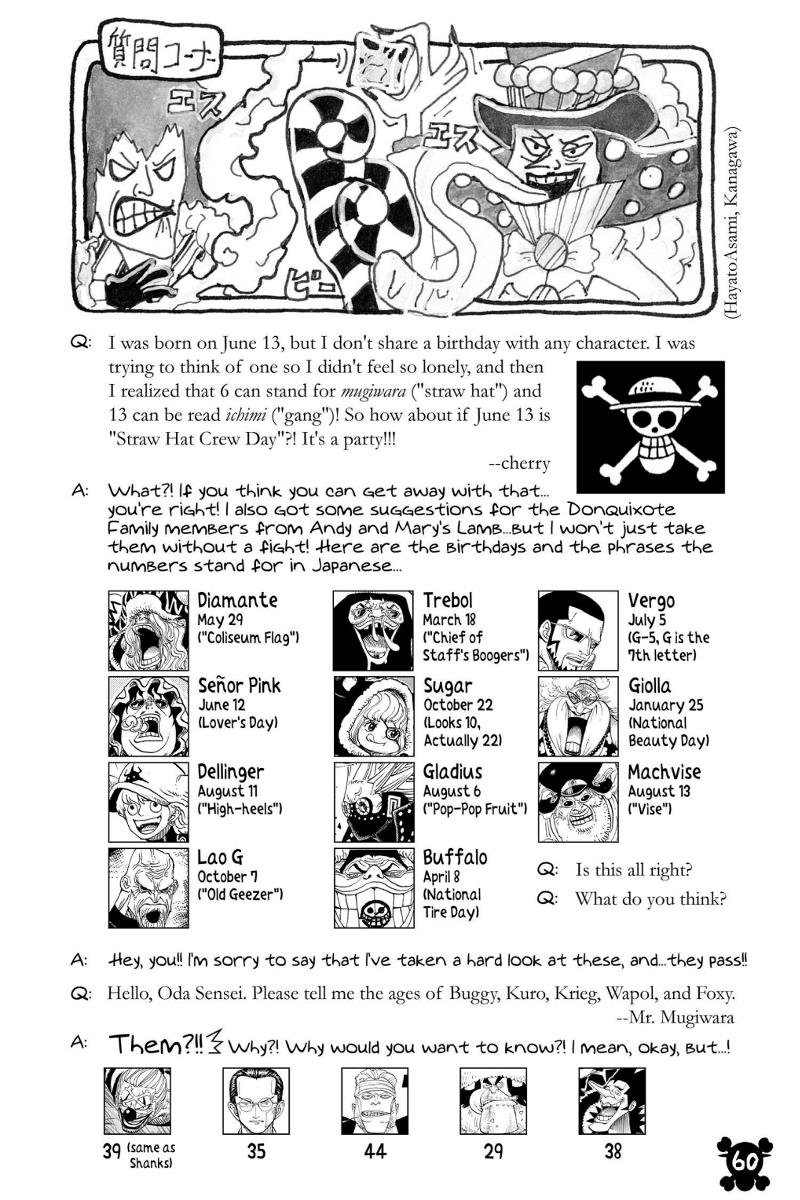 質問コーナー
エス
エス
ピー
(HayatoAsami, Kanagawa)
Q: I was born on June 13, but I don't share a birthday with any character. I was
trying to think of one so I didn't feel so lonely, and then
I realized that 6 can stand for mugiwara ("straw hat") and
13 can be read ichimi ("gang")! So how about if June 13 is
"Straw Hat Crew Day"?! It's a party!!!
--cherry
A: What?! If you think you can get away with that...
you're right! I also got some suggestions for the Donquixote
Family members from Andy and Mary's Lamb...but I won't just take
them without a fight! Here are the birthdays and the phrases the
numbers stand for in Japanese...
Diamante
May 29
("Coliseum Flag")
Trebol
March 18
("Chief of
Staff's Boogers")
Vergo
July 5
(G-5, G is the
7th letter)
Señor Pink
June 12
(Lover's Day)
Sugar
October 22
(Looks 10,
Actually 22)
Giolla
January 25
(National
Beauty Day)
Dellinger
August 11
("High-heels")
Gladius
August 6
("Pop-Pop Fruit")
Machvise
August 13
("Vise")
Lao G
October 7
("Old Geezer")
Buffalo
April 8
(National
Tire Day)
Q: Is this all right?
Q: What do you think?
A: Hey, you!! I'm sorry to say that I've taken a hard look at these, and...they pass!!
Q: Hello, Oda Sensei. Please tell me the ages of Buggy, Kuro, Krieg, Wapol, and Foxy.
--Mr. Mugiwara
A: Them?!! Why?! Why would you want to know?! I mean, okay, but...!
39 (same as
Shanks)
35
44
29
38
60